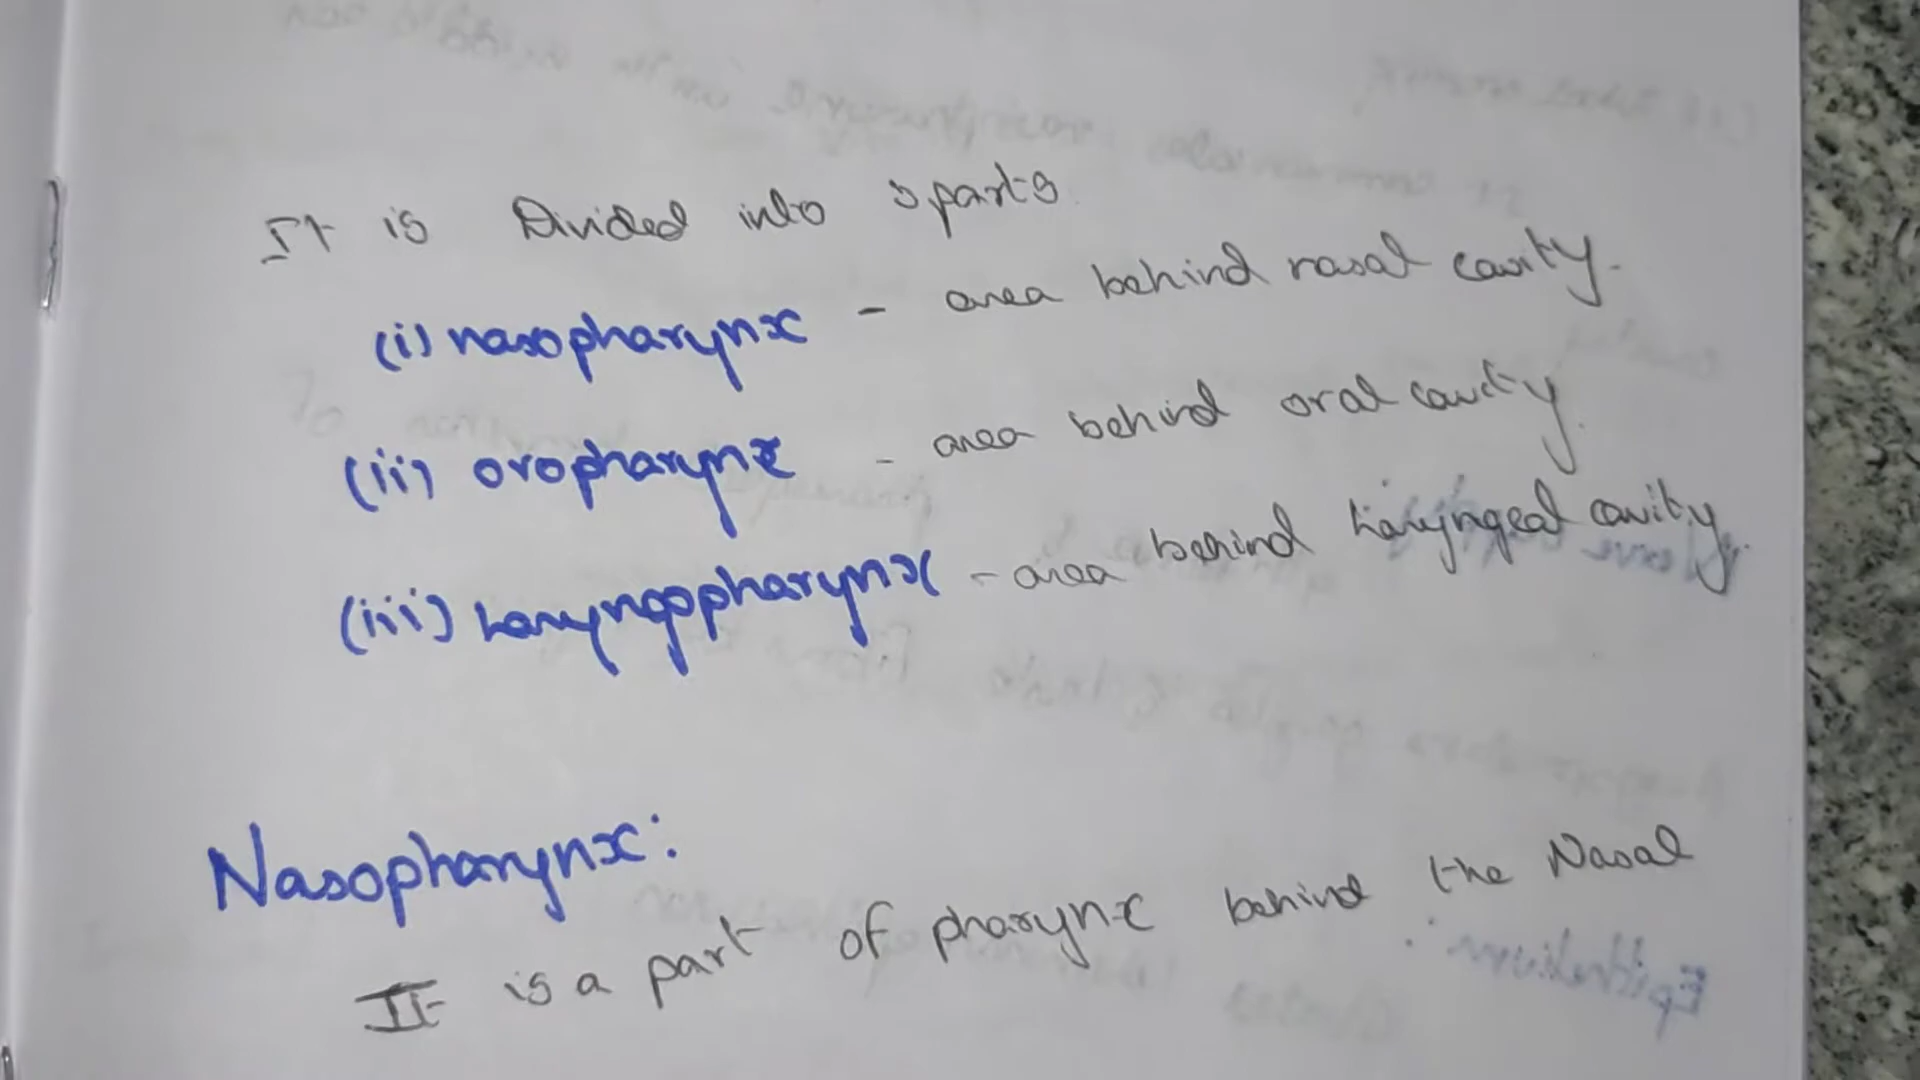 It is Divided into 3 parts
(i) nasopharynx - area behind nasal cavity.
(ii) oropharynx - area behind oral cavity.
(iii) Laryngopharynx - area behind Laryngeal cavity.
Nasopharynx:
It is a part of pharynx behind the Nasal